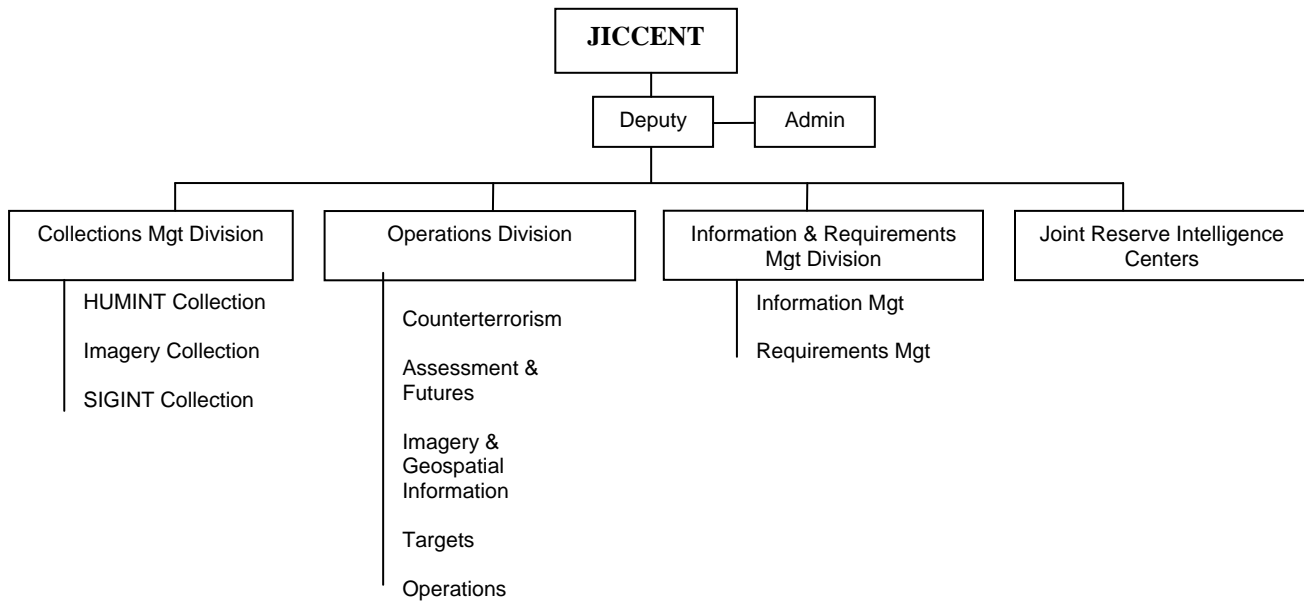 JICCENT
Deputy
Admin
Collections Mgt Division
HUMINT Collection
Imagery Collection
SIGINT Collection
Operations Division
Counterterrorism
Assessment &
Futures
Imagery &
Geospatial
Information
Targets
Operations
Information & Requirements
Mgt Division
Information Mgt
Requirements Mgt
Joint Reserve Intelligence
Centers